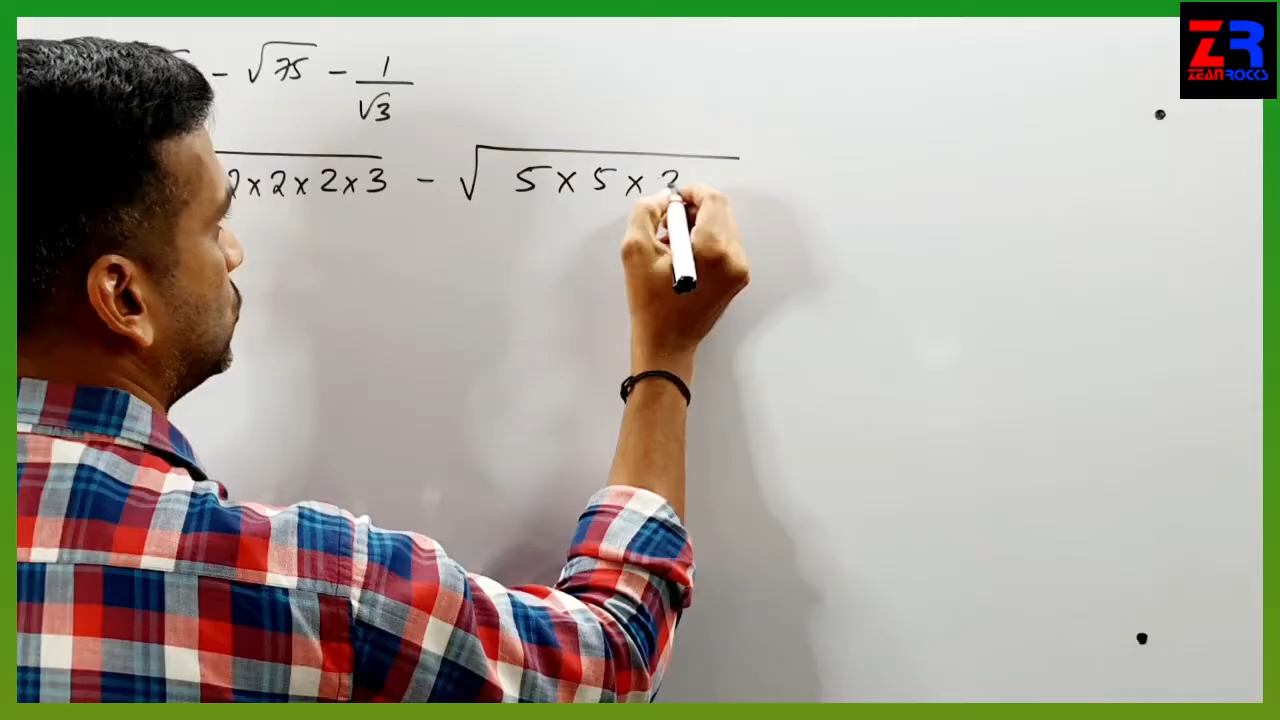 - √75 - 1/√3
2 x 2 x 2 x 3 - √5 x 5 x 3
ZR
ZEAN ROCKS